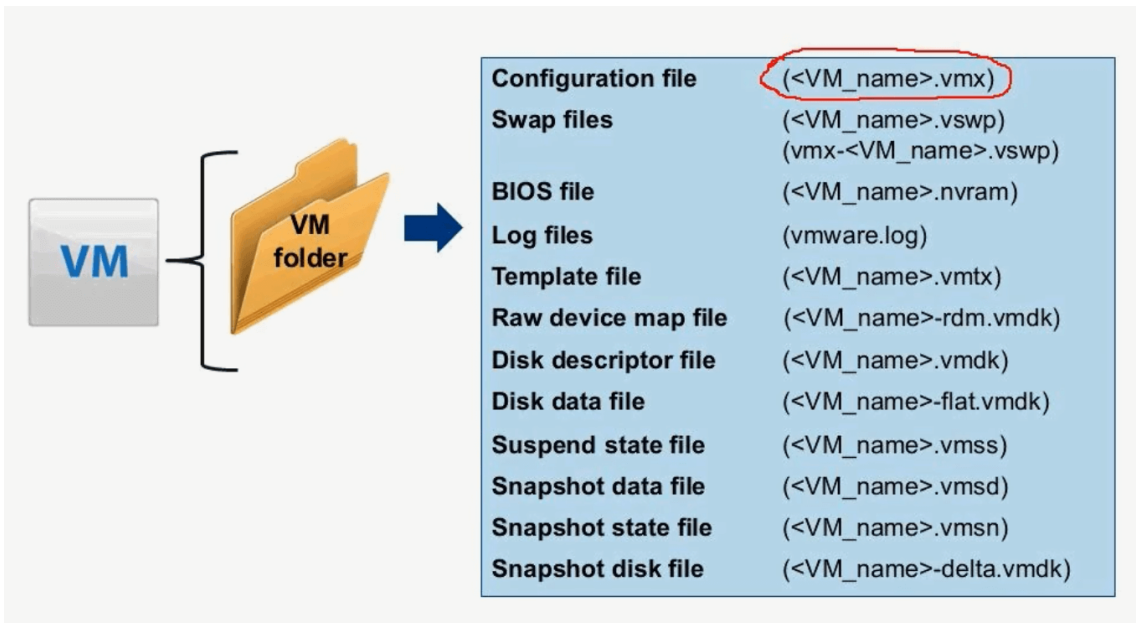 VM
VM
folder
Configuration file (<VM_name>.vmx)
Swap files (<VM_name>.vswp)
(vmx-<VM_name>.vswp)
BIOS file (<VM_name>.nvram)
Log files (vmware.log)
Template file (<VM_name>.vmtx)
Raw device map file (<VM_name>-rdm.vmdk)
Disk descriptor file (<VM_name>.vmdk)
Disk data file (<VM_name>-flat.vmdk)
Suspend state file (<VM_name>.vmss)
Snapshot data file (<VM_name>.vmsd)
Snapshot state file (<VM_name>.vmsn)
Snapshot disk file (<VM_name>-delta.vmdk)